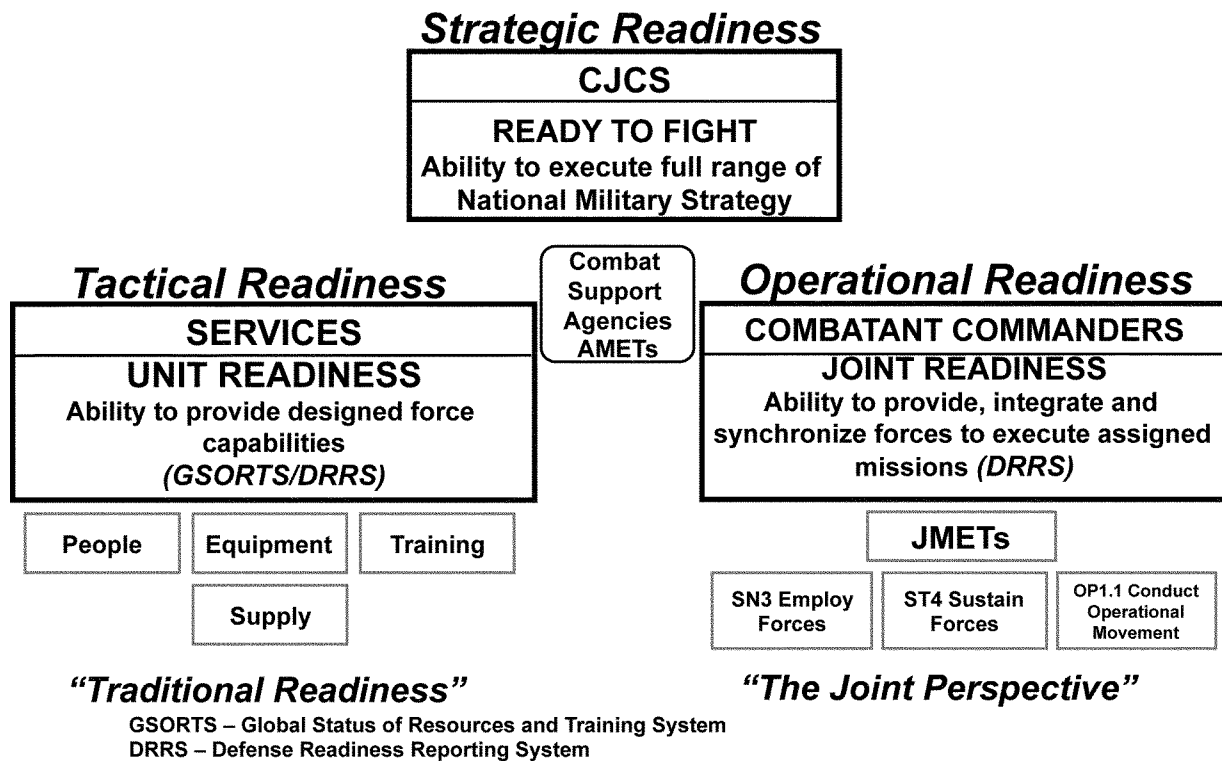 Strategic Readiness
CJCS
READY TO FIGHT
Ability to execute full range of
National Military Strategy
Combat
Support
Agencies
AMETs
Tactical Readiness
SERVICES
UNIT READINESS
Ability to provide designed force
capabilities
(GSORTS/DRRS)
People
Equipment
Training
Supply
“Traditional Readiness”
Operational Readiness
COMBATANT COMMANDERS
JOINT READINESS
Ability to provide, integrate and
synchronize forces to execute assigned
missions (DRRS)
JMETs
SN3 Employ
Forces
ST4 Sustain
Forces
OP1.1 Conduct
Operational
Movement
“The Joint Perspective”
GSORTS – Global Status of Resources and Training System
DRRS – Defense Readiness Reporting System